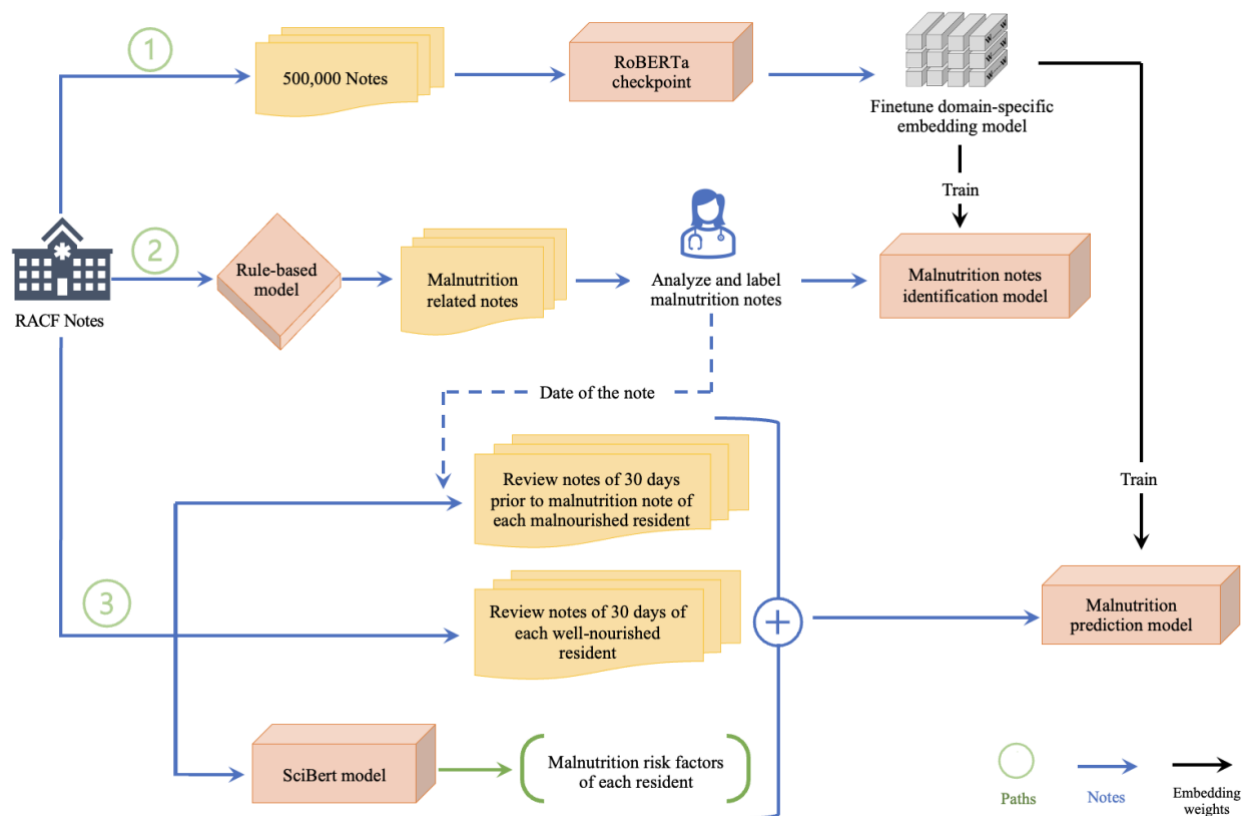 1
500,000 Notes
RoBERTa
checkpoint
Finetune domain-specific
embedding model
Train
2
Rule-based
model
Malnutrition
related notes
Analyze and label
malnutrition notes
Malnutrition notes
identification model
RACF Notes
Date of the note
Review notes of 30 days
prior to malnutrition note of
each malnourished resident
Train
3
Review notes of 30 days of
each well-nourished
resident
Malnutrition
prediction model
SciBert model
Malnutrition risk factors
of each resident
Paths
Notes
Embedding
weights